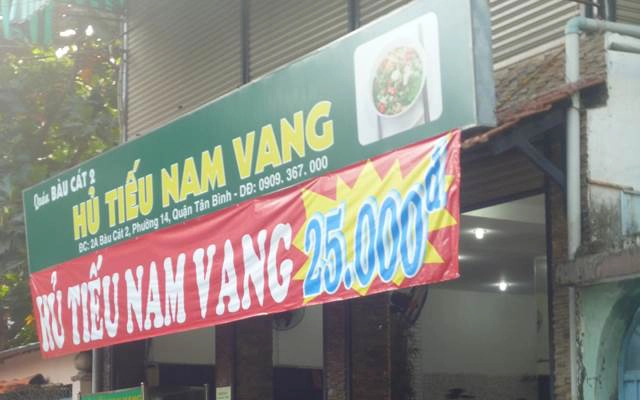 Quán BÀU CÁT 2
HỦ TIẾU NAM VANG
ĐC: 2A Bàu Cát 2, Phường 14, Quận Tân Bình - DĐ: 0909. 367. 000
HỦ TIẾU NAM VANG 25.000đ